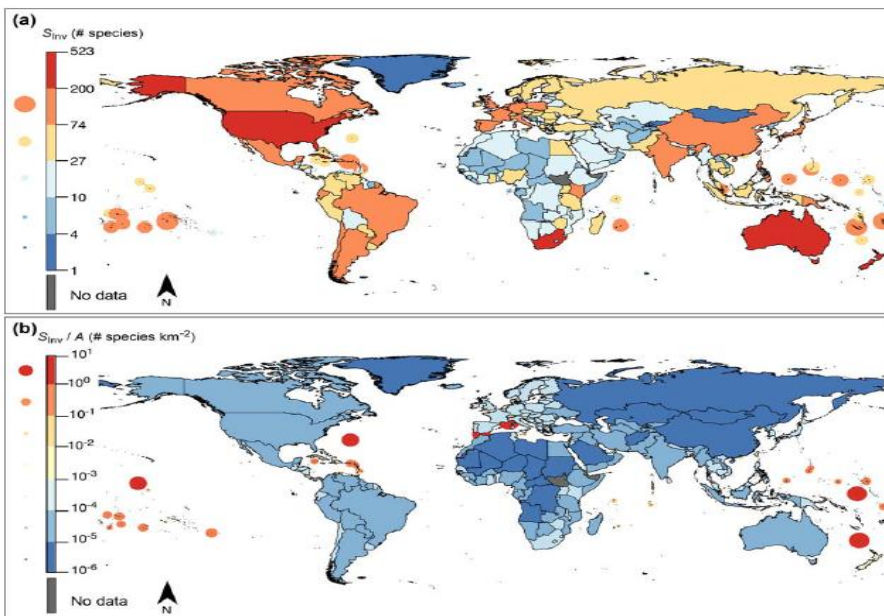 (a)
S_Inv (# species)
523
200
74
27
10
4
1
No data
N
(b)
S_Inv / A (# species km⁻²)
10¹
10⁰
10⁻¹
10⁻²
10⁻³
10⁻⁴
10⁻⁵
10⁻⁶
No data
N